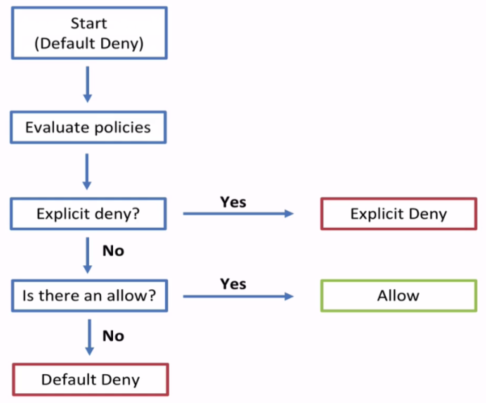 Start
(Default Deny)
Evaluate policies
Explicit deny?
Yes
Explicit Deny
No
Is there an allow?
Yes
Allow
No
Default Deny